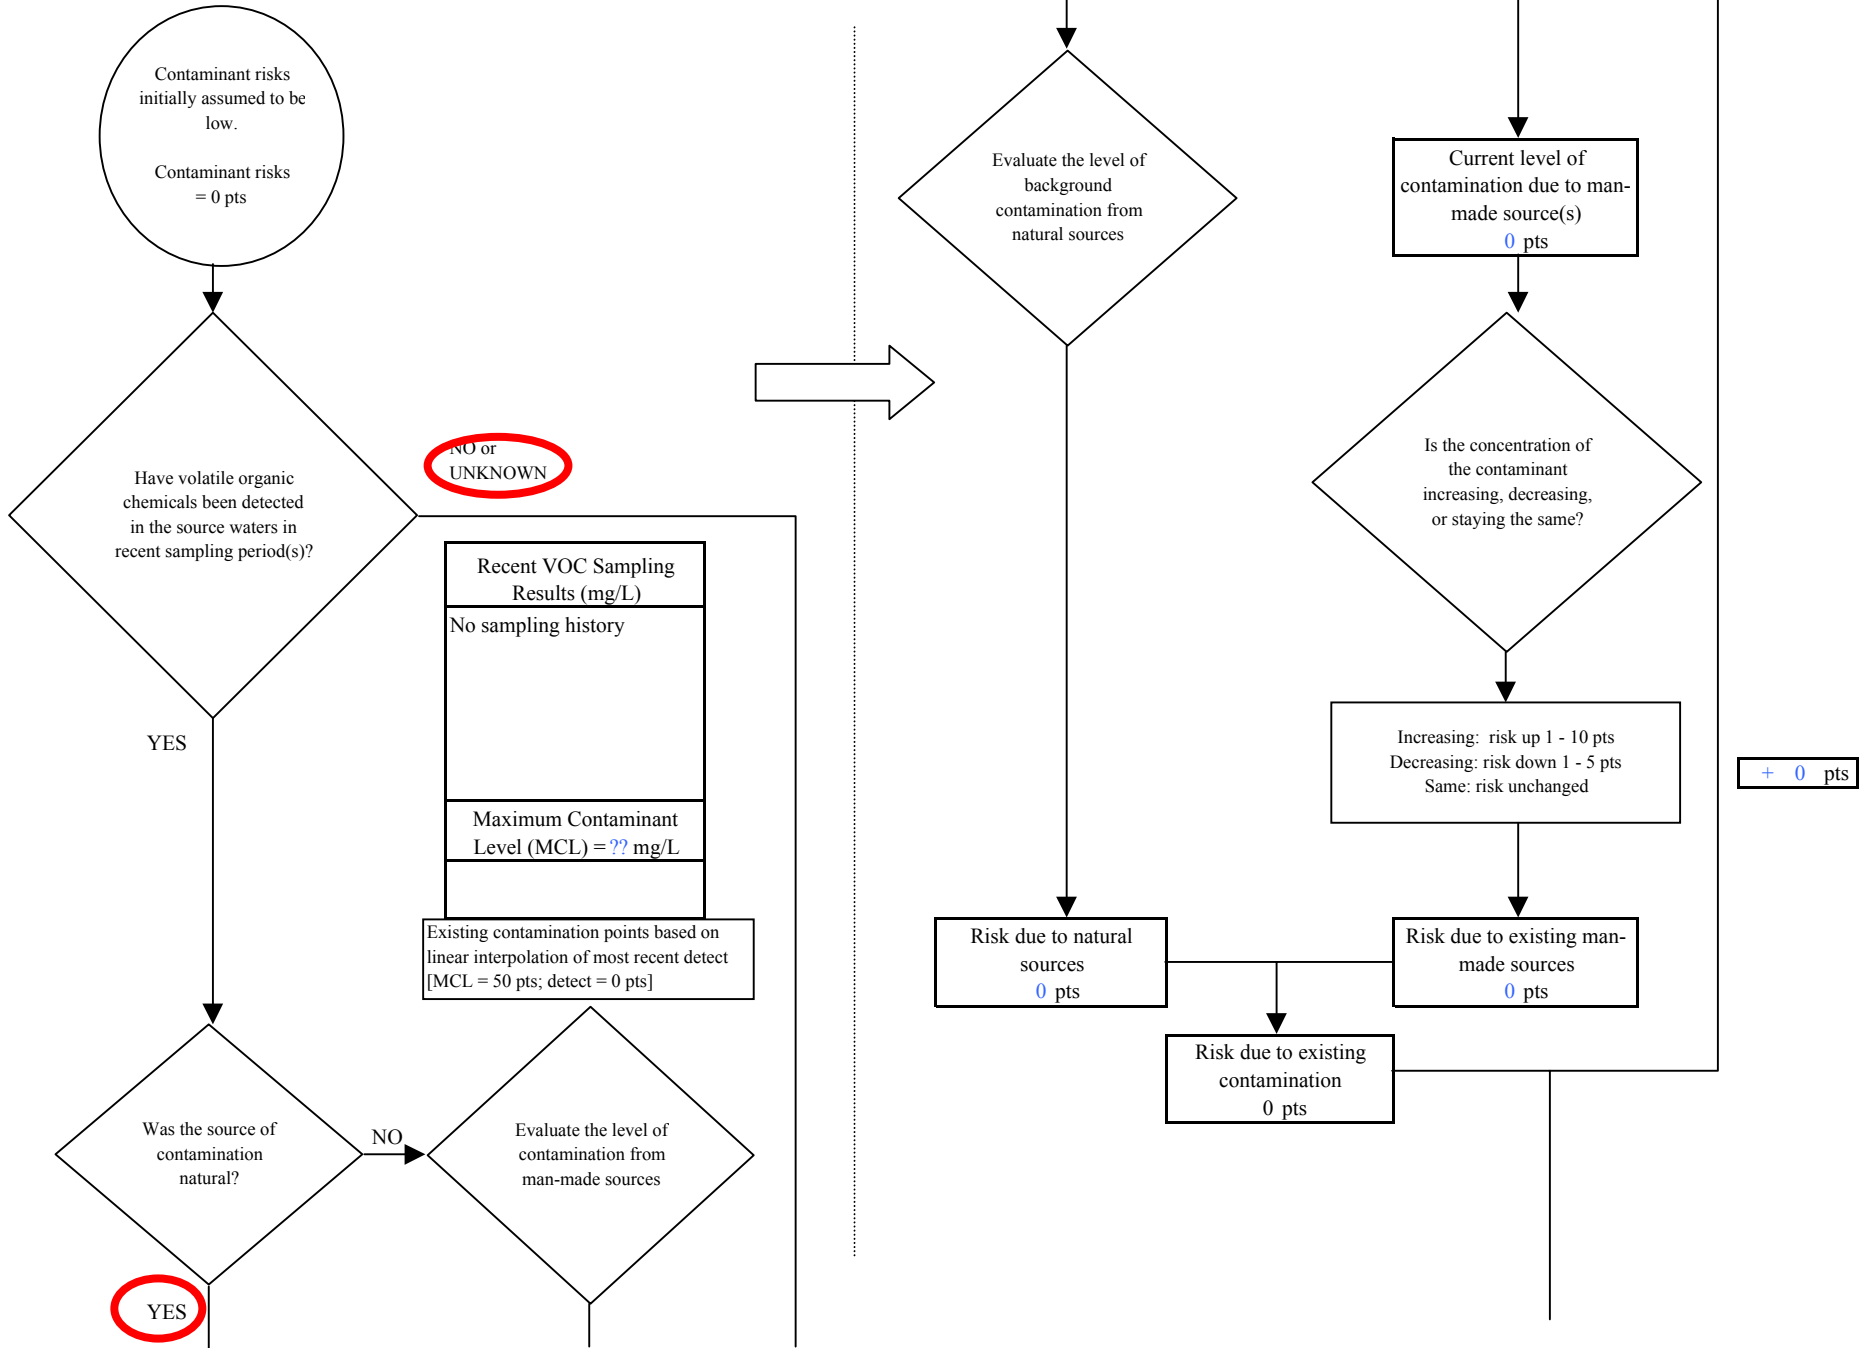 Contaminant risks
initially assumed to be
low.
Contaminant risks
= 0 pts
Have volatile organic
chemicals been detected
in the source waters in
recent sampling period(s)?
NO or
UNKNOWN
YES
Recent VOC Sampling
Results (mg/L)
No sampling history
Maximum Contaminant
Level (MCL) = ?? mg/L
Existing contamination points based on
linear interpolation of most recent detect
[MCL = 50 pts; detect = 0 pts]
Was the source of
contamination
natural?
NO
Evaluate the level of
contamination from
man-made sources
YES
Evaluate the level of
background
contamination from
natural sources
Current level of
contamination due to man-
made source(s)
0 pts
Is the concentration of
the contaminant
increasing, decreasing,
or staying the same?
Increasing: risk up 1 - 10 pts
Decreasing: risk down 1 - 5 pts
Same: risk unchanged
+ 0 pts
Risk due to natural
sources
0 pts
Risk due to existing man-
made sources
0 pts
Risk due to existing
contamination
0 pts